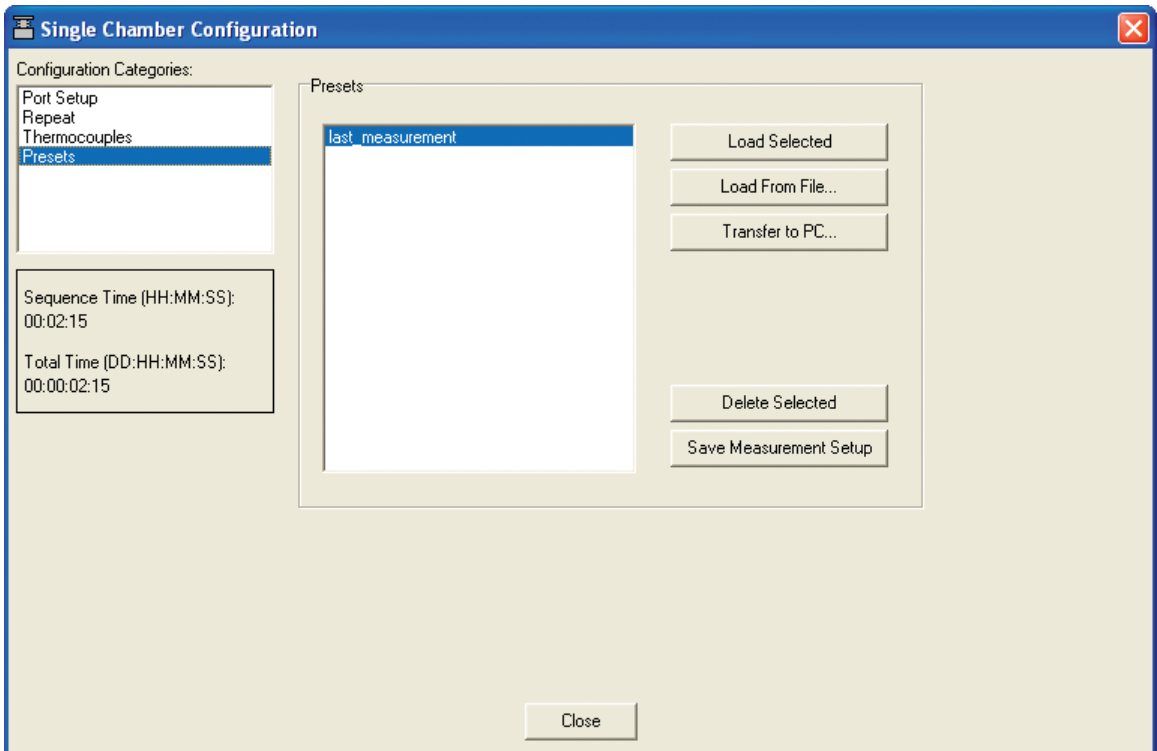 Single Chamber Configuration
Configuration Categories:
Port Setup
Repeat
Thermocouples
Presets
Sequence Time (HH:MM:SS):
00:02:15
Total Time (DD:HH:MM:SS):
00:00:02:15
Presets
last_measurement
Load Selected
Load From File...
Transfer to PC...
Delete Selected
Save Measurement Setup
Close